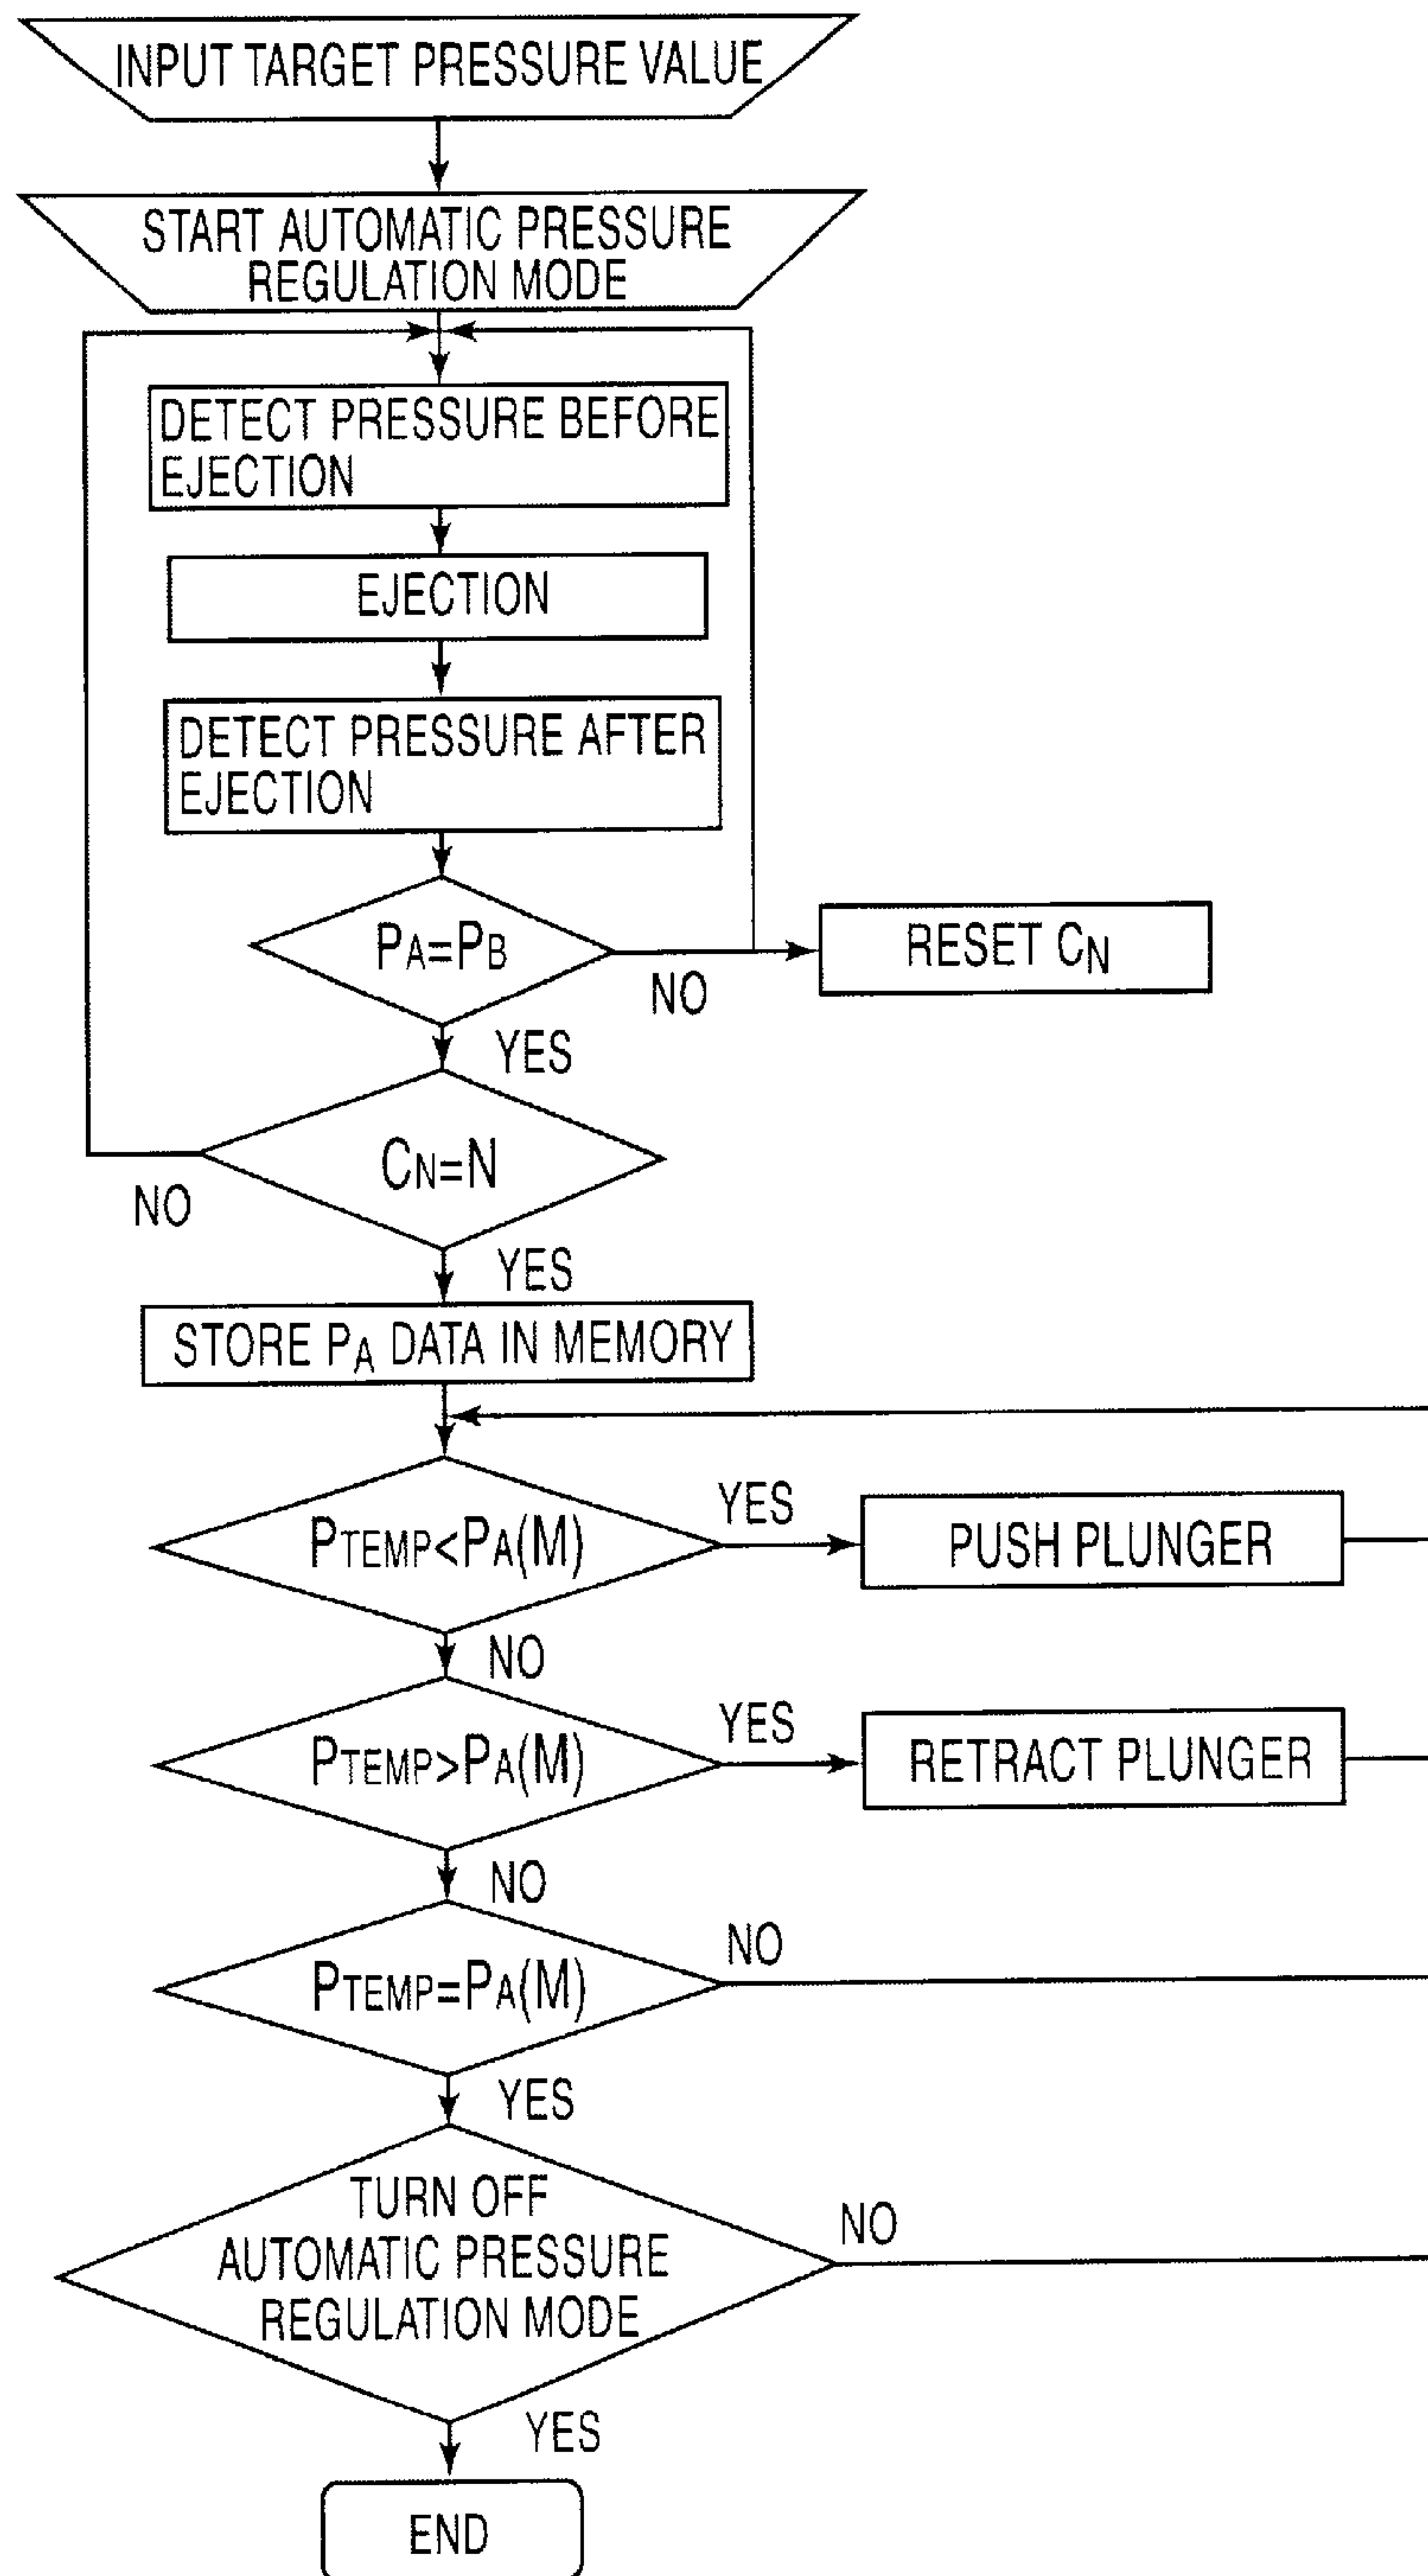 INPUT TARGET PRESSURE VALUE
START AUTOMATIC PRESSURE
REGULATION MODE
DETECT PRESSURE BEFORE
EJECTION
EJECTION
DETECT PRESSURE AFTER
EJECTION
PA=PB
NO
RESET CN
YES
CN=N
NO
YES
STORE PA DATA IN MEMORY
PTEMP<PA(M)
YES
PUSH PLUNGER
NO
PTEMP>PA(M)
YES
RETRACT PLUNGER
NO
PTEMP=PA(M)
NO
YES
TURN OFF
AUTOMATIC PRESSURE
REGULATION MODE
NO
YES
END